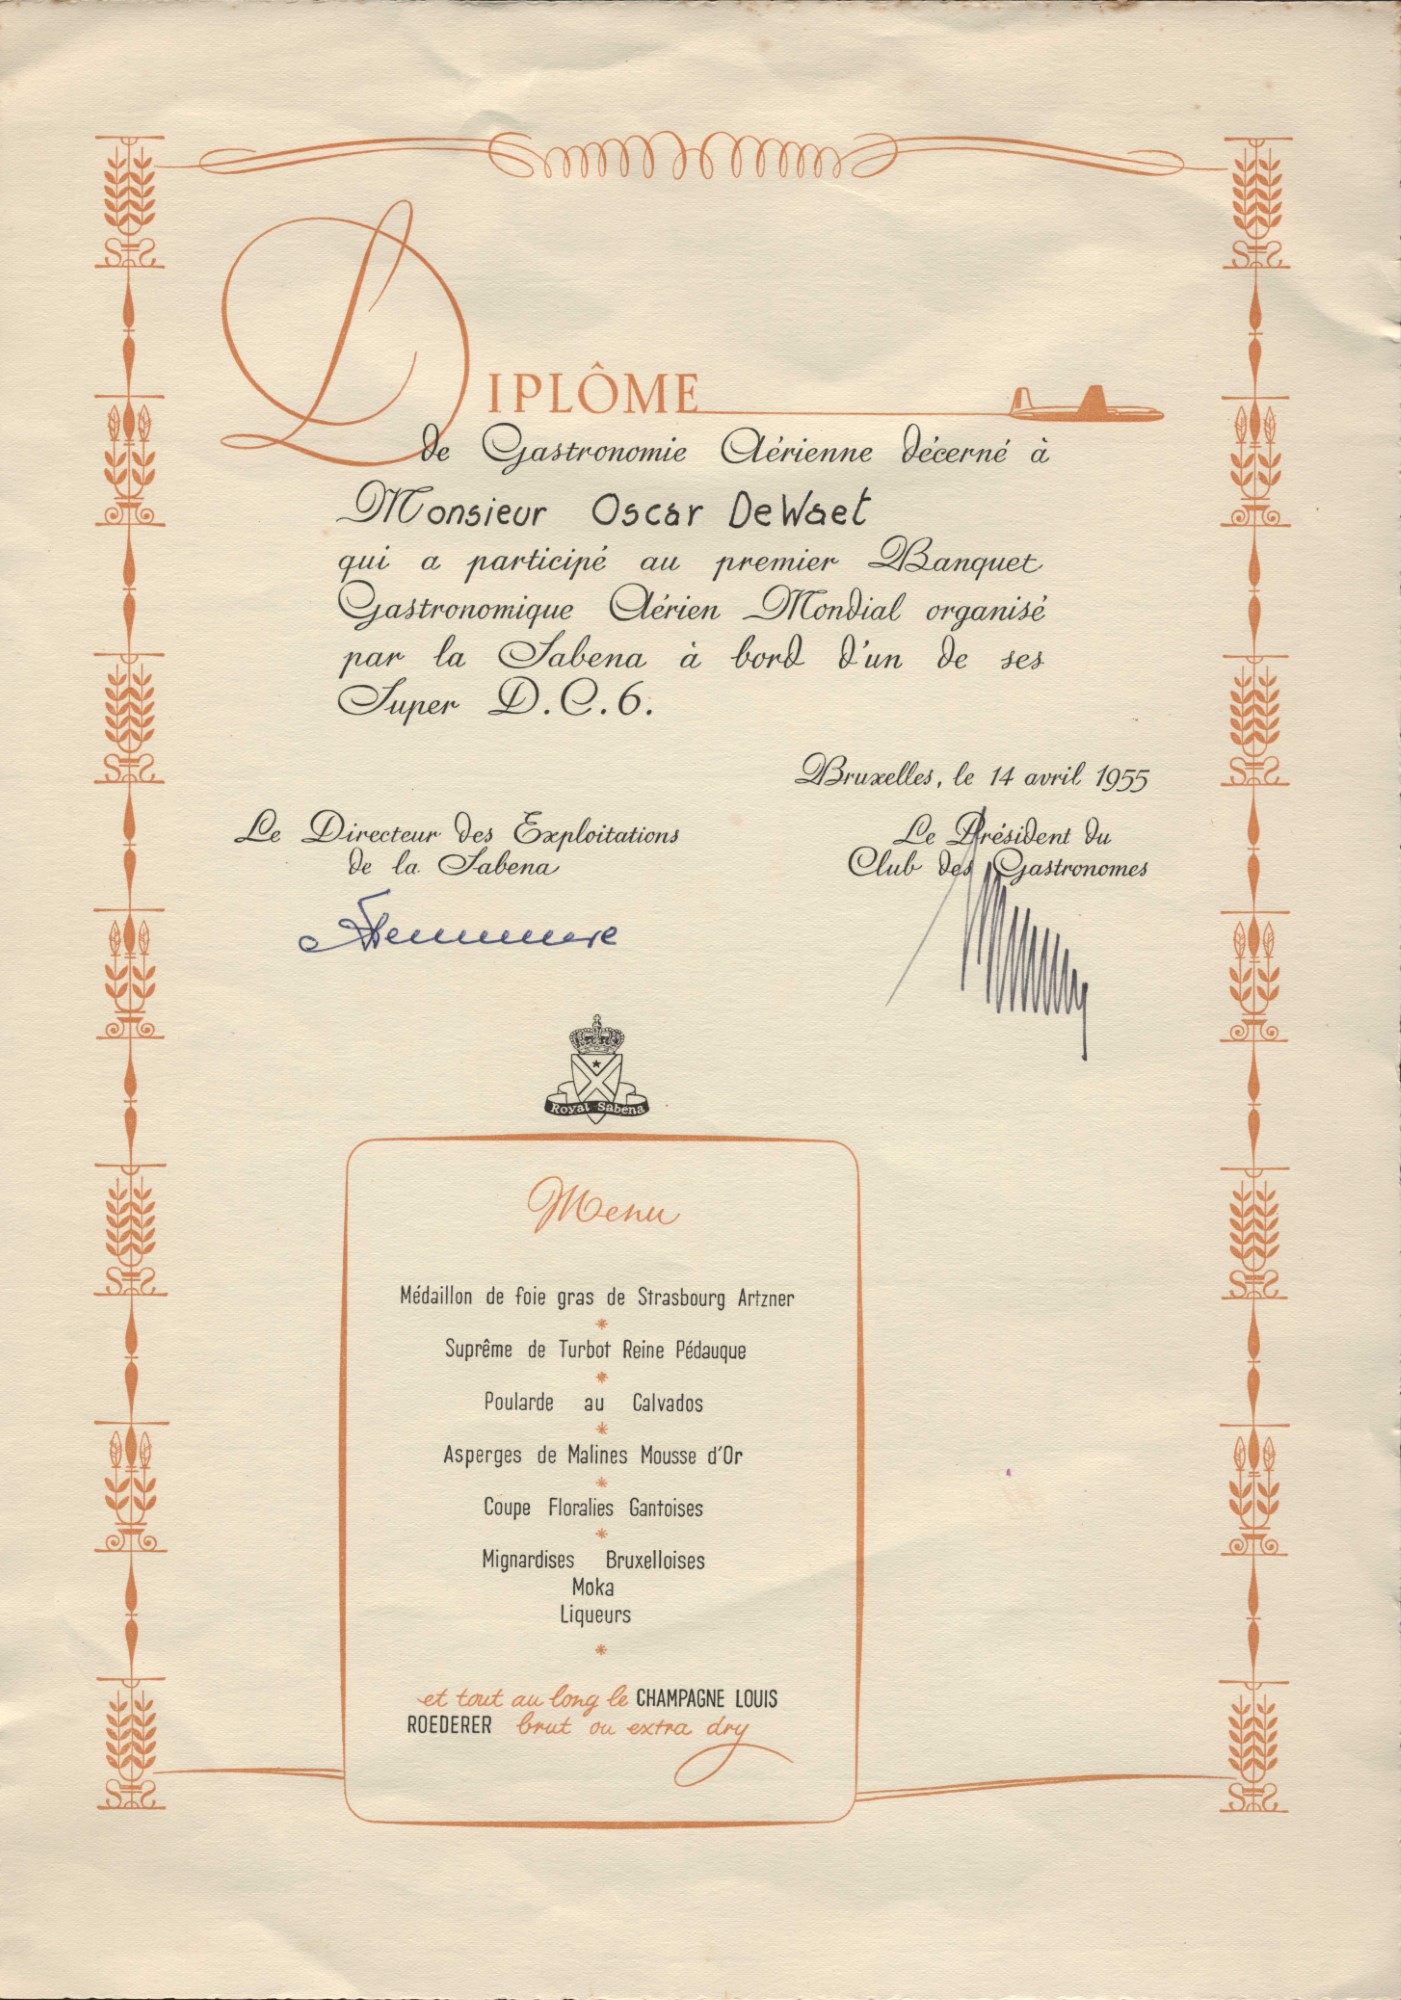 DIPLÔME
de Gastronomie Aérienne décerné à
Monsieur Oscar DeWaet
qui a participé au premier Banquet
Gastronomique Aérien Mondial organisé
par la Sabena à bord d'un de ses
Super D.C.6.
Bruxelles, le 14 avril 1955
Le Directeur des Exploitations
de la Sabena
Le Président du
Club des Gastronomes
Royal Sabena
Menu
Médaillon de foie gras de Strasbourg Artzner
*
Suprême de Turbot Reine Pédauque
*
Poularde au Calvados
*
Asperges de Malines Mousse d'Or
*
Coupe Floralies Gantoises
*
Mignardises Bruxelloises
Moka
Liqueurs
*
et tout au long le CHAMPAGNE LOUIS
ROEDERER brut ou extra dry